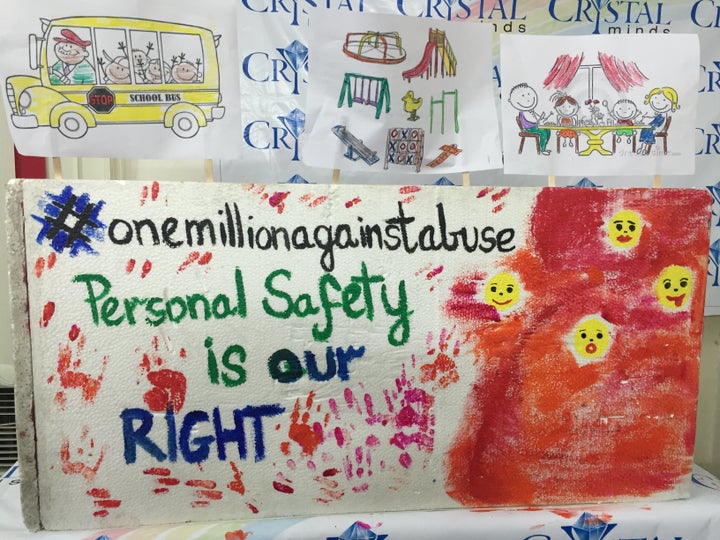 CRYSTAL
minds
STOP
SCHOOL BUS
#onemillionagainstabuse
Personal Safety
is our
RIGHT